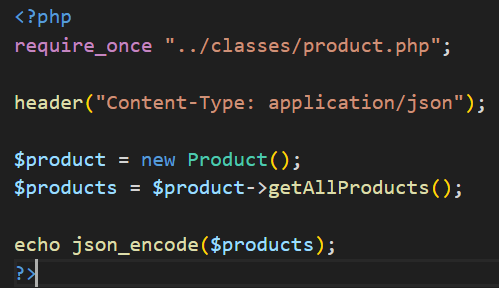 <?php
require_once "../classes/product.php";
header("Content-Type: application/json");
$product = new Product();
$products = $product->getAllProducts();
echo json_encode($products);
?>